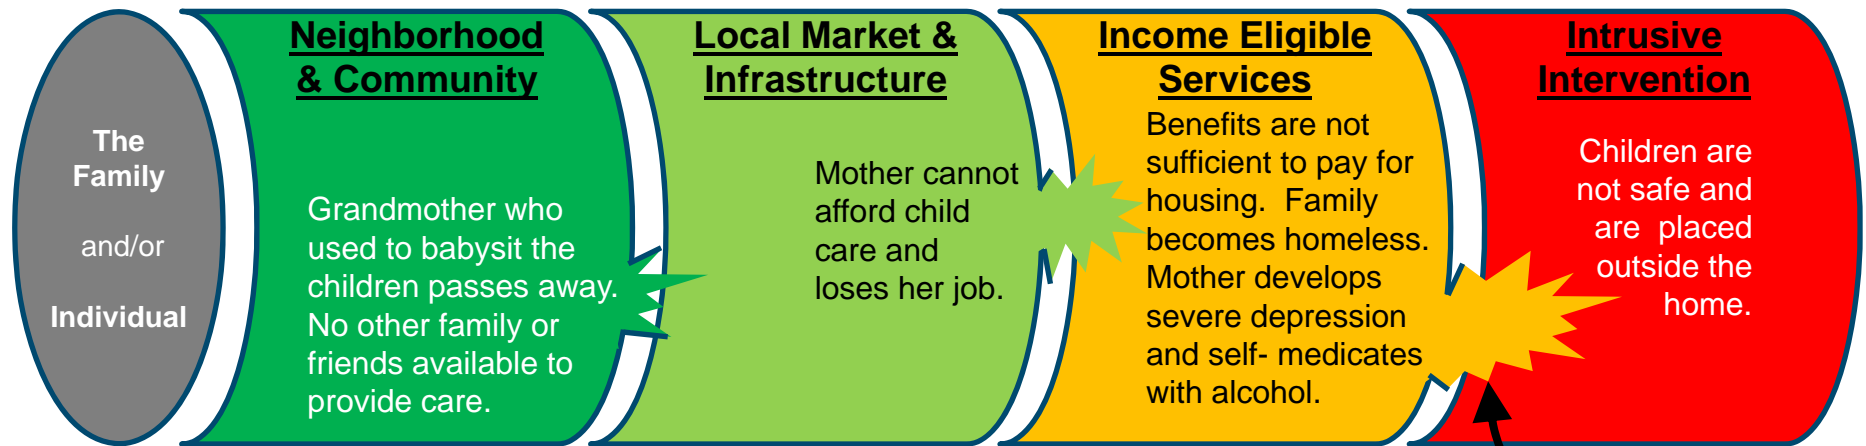 The
Family
and/or
Individual
Neighborhood
& Community
Grandmother who
used to babysit the
children passes away.
No other family or
friends available to
provide care.
Local Market &
Infrastructure
Mother cannot
afford child
care and
loses her job.
Income Eligible
Services
Benefits are not
sufficient to pay for
housing.  Family
becomes homeless.
Mother develops
severe depression
and self- medicates
with alcohol.
Intrusive
Intervention
Children are
not safe and
are  placed
outside the
home.